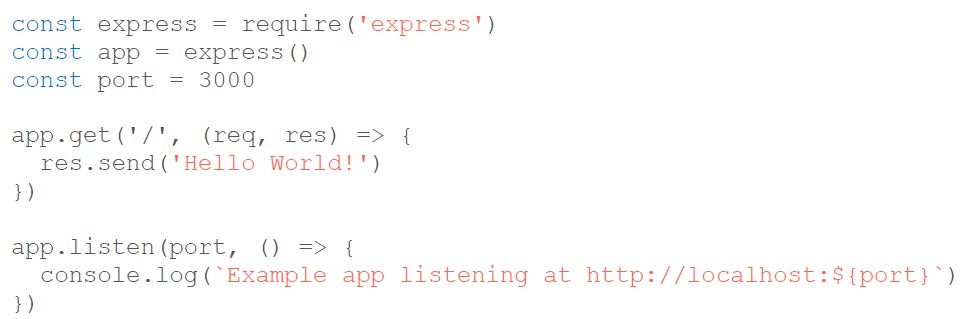 const express = require('express')
const app = express()
const port = 3000

app.get('/', (req, res) => {
  res.send('Hello World!')
})

app.listen(port, () => {
  console.log(`Example app listening at http://localhost:${port}`)
})